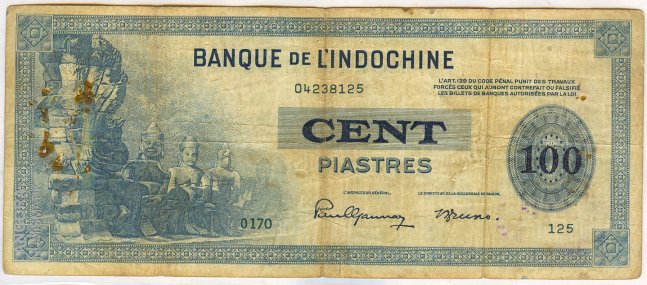 BANQUE DE L'INDOCHINE
04238125
L'ART.139 DU CODE PÉNAL PUNIT DES TRAVAUX
FORCÉS CEUX QUI AURONT CONTREFAIT OU FALSIFIÉ
LES BILLETS DE BANQUES AUTORISÉES PAR LA LOI
CENT
PIASTRES
100
L'INSPECTEUR GÉNÉRAL,
LE DIRECTEUR DE LA SUCCURSALE DE SAIGON,
0170
125